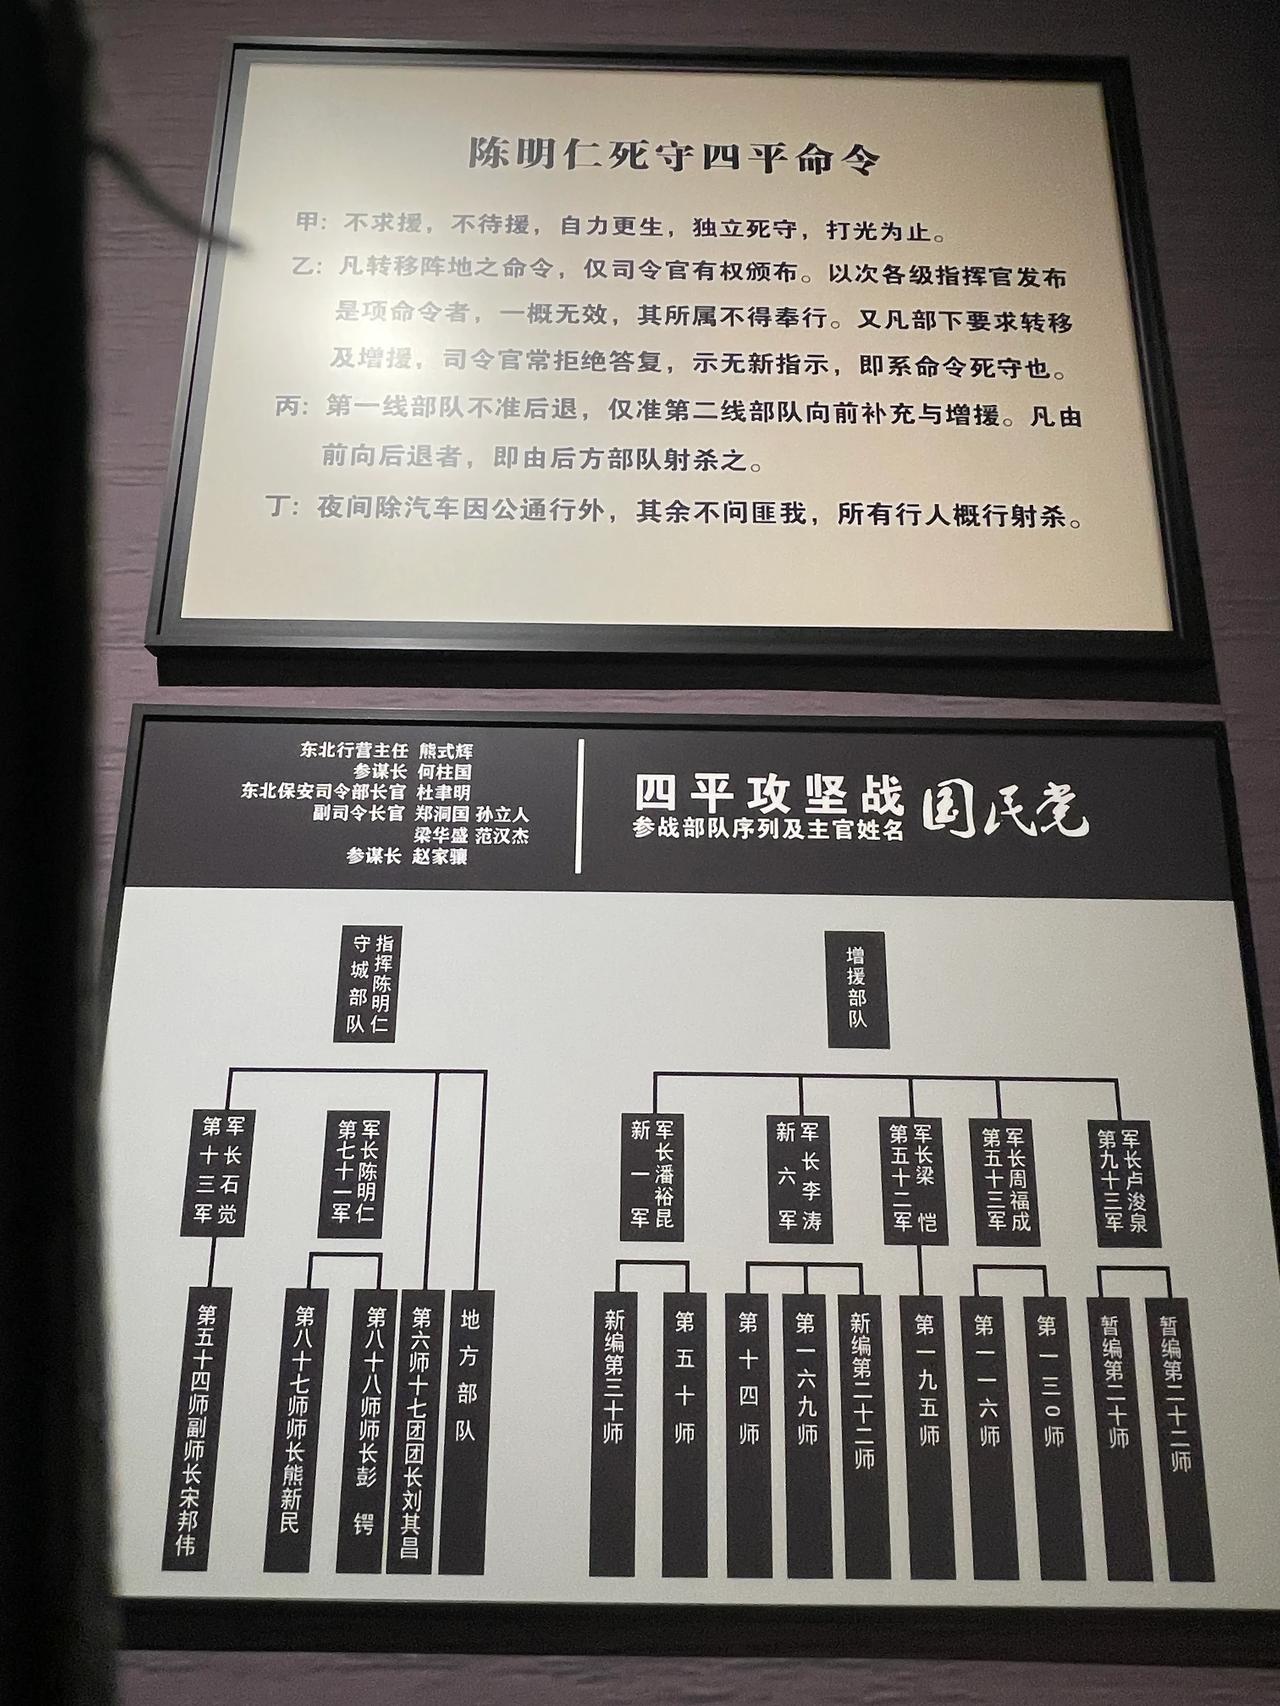 陈明仁死守四平命令
甲：不求援，不待援，自力更生，独立死守，打光为止。
乙：凡转移阵地之命令，仅司令官有权颁布。以次各级指挥官发布
是项命令者，一概无效，其所属不得奉行。又凡部下要求转移
及增援，司令官常拒绝答复，示无新指示，即系命令死守也。
丙：第一线部队不准后退，仅准第二线部队向前补充与增援。凡由
前向后退者，即由后方部队射杀之。
丁：夜间除汽车因公通行外，其余不问匪我，所有行人概行射杀。
东北行营主任 熊式辉
参谋长 何柱国
东北保安司令部长官 杜聿明
副司令长官 郑洞国 孙立人
梁华盛 范汉杰
参谋长 赵家骧
四平攻坚战
参战部队序列及主官姓名
国民党
守城部队
指挥陈明仁
第十三军
军长石觉
第七十一军
军长陈明仁
第五十四师副师长宋邦伟
第八十七师师长熊新民
第八十八师师长彭 锷
第六师十七团团长刘其昌
地方部队
增援部队
新一军
军长潘裕昆
新六军
军长李涛
第五十二军
军长梁 恺
第五十三军
军长周福成
第九十三军
军长卢浚泉
新编第三十师
第五十师
第十四师
第一六九师
新编第二十二师
第一九五师
第一一六师
第一三0师
暂编第二十师
暂编第二十二师